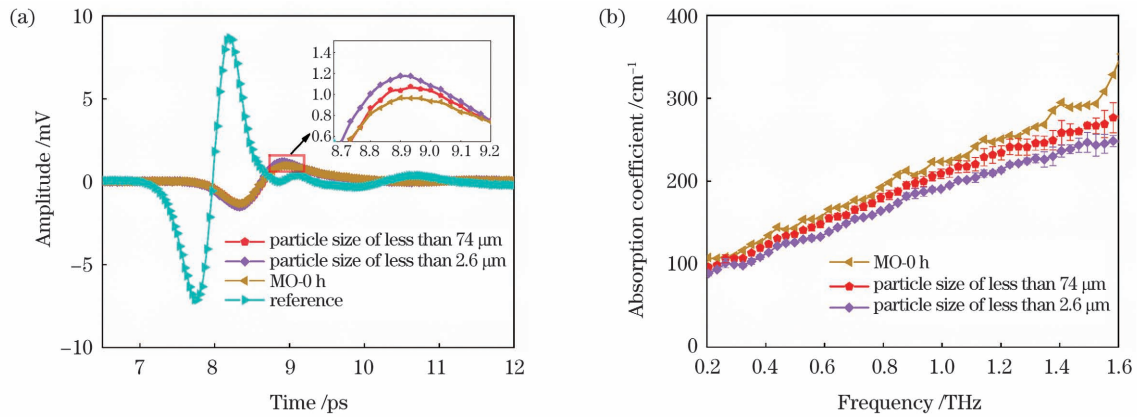 (a)
10
5
0
−5
−10
Amplitude /mV
7
8
9
10
11
12
Time /ps
1.4
1.2
1.0
0.8
0.6
8.7 8.8 8.9 9.0 9.1 9.2
particle size of less than 74 μm
particle size of less than 2.6 μm
MO-0 h
reference
(b)
400
300
200
100
0
Absorption coefficient /cm⁻¹
0.2 0.4 0.6 0.8 1.0 1.2 1.4 1.6
Frequency /THz
MO-0 h
particle size of less than 74 μm
particle size of less than 2.6 μm